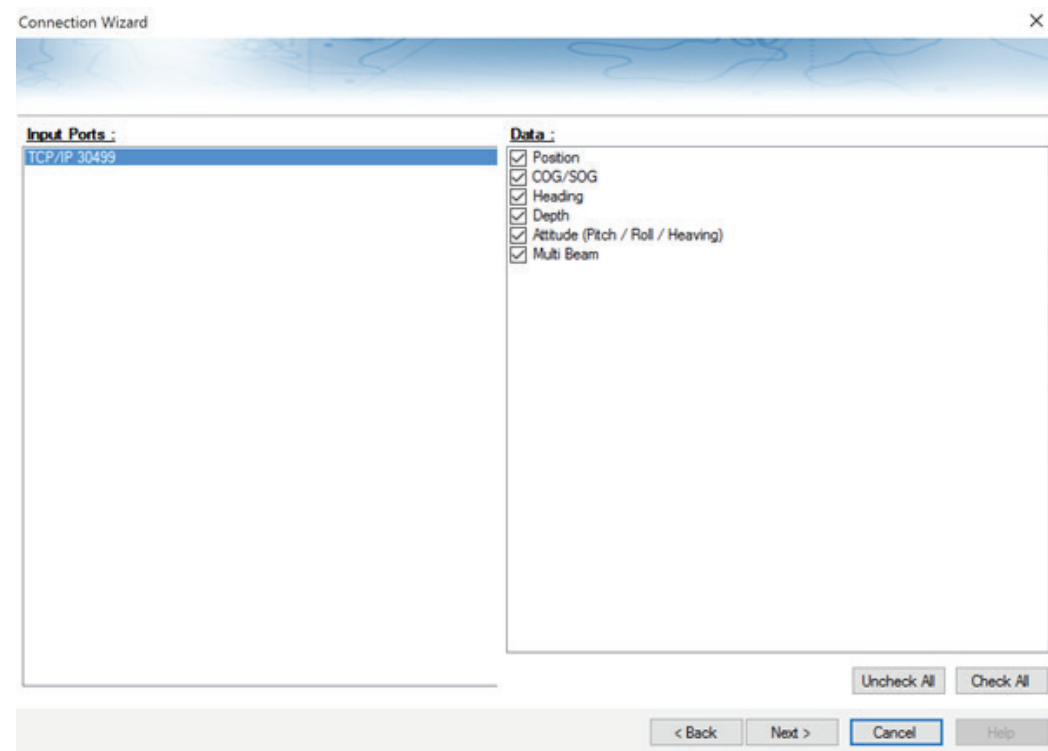 Connection Wizard
Input Ports :
TCP/IP 30499
Data :
Position
COG/SOG
Heading
Depth
Attitude (Pitch / Roll / Heaving)
Multi Beam
Uncheck All
Check All
< Back
Next >
Cancel
Help